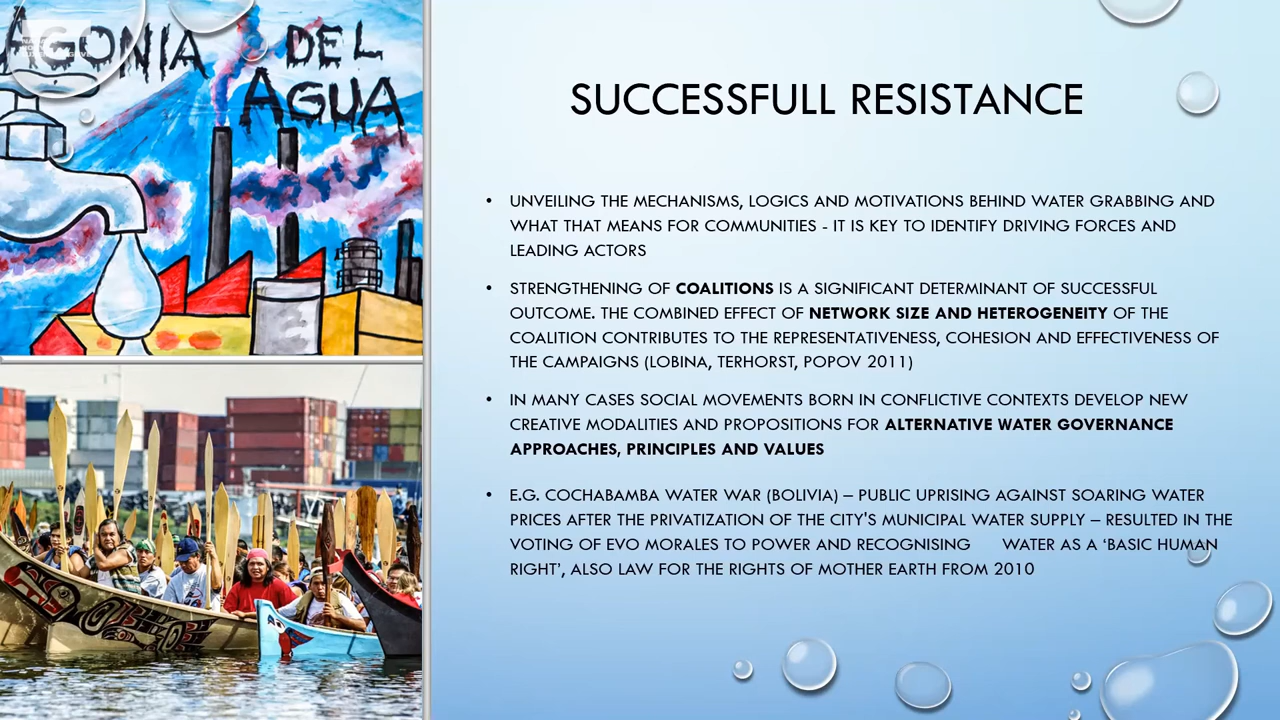 AGONIA DEL
AGUA
SUCCESSFULL RESISTANCE
• UNVEILING THE MECHANISMS, LOGICS AND MOTIVATIONS BEHIND WATER GRABBING AND
WHAT THAT MEANS FOR COMMUNITIES - IT IS KEY TO IDENTIFY DRIVING FORCES AND
LEADING ACTORS
• STRENGTHENING OF COALITIONS IS A SIGNIFICANT DETERMINANT OF SUCCESSFUL
OUTCOME. THE COMBINED EFFECT OF NETWORK SIZE AND HETEROGENEITY OF THE
COALITION CONTRIBUTES TO THE REPRESENTATIVENESS, COHESION AND EFFECTIVENESS OF
THE CAMPAIGNS (LOBINA, TERHORST, POPOV 2011)
• IN MANY CASES SOCIAL MOVEMENTS BORN IN CONFLICTIVE CONTEXTS DEVELOP NEW
CREATIVE MODALITIES AND PROPOSITIONS FOR ALTERNATIVE WATER GOVERNANCE
APPROACHES, PRINCIPLES AND VALUES
• E.G. COCHABAMBA WATER WAR (BOLIVIA) – PUBLIC UPRISING AGAINST SOARING WATER
PRICES AFTER THE PRIVATIZATION OF THE CITY'S MUNICIPAL WATER SUPPLY – RESULTED IN THE
VOTING OF EVO MORALES TO POWER AND RECOGNISING WATER AS A ‘BASIC HUMAN
RIGHT’, ALSO LAW FOR THE RIGHTS OF MOTHER EARTH FROM 2010